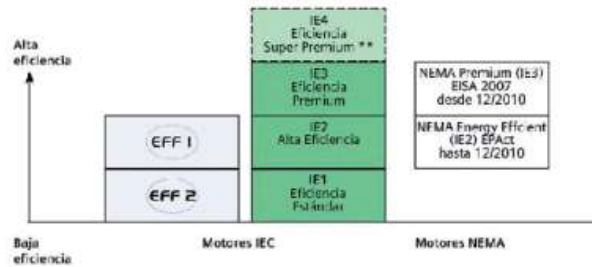 Alta
eficiencia
EFF 1
EFF 2
IE4
Eficiencia
Super Premium **
IE3
Eficiencia
Premium
IE2
Alta Eficiencia
IE1
Eficiencia
Estándar
NEMA Premium (IE3)
EISA 2007
desde 12/2010
NEMA Energy Effcient
(IE2) EPAct
hasta 12/2010
Baja
eficiencia
Motores IEC
Motores NEMA